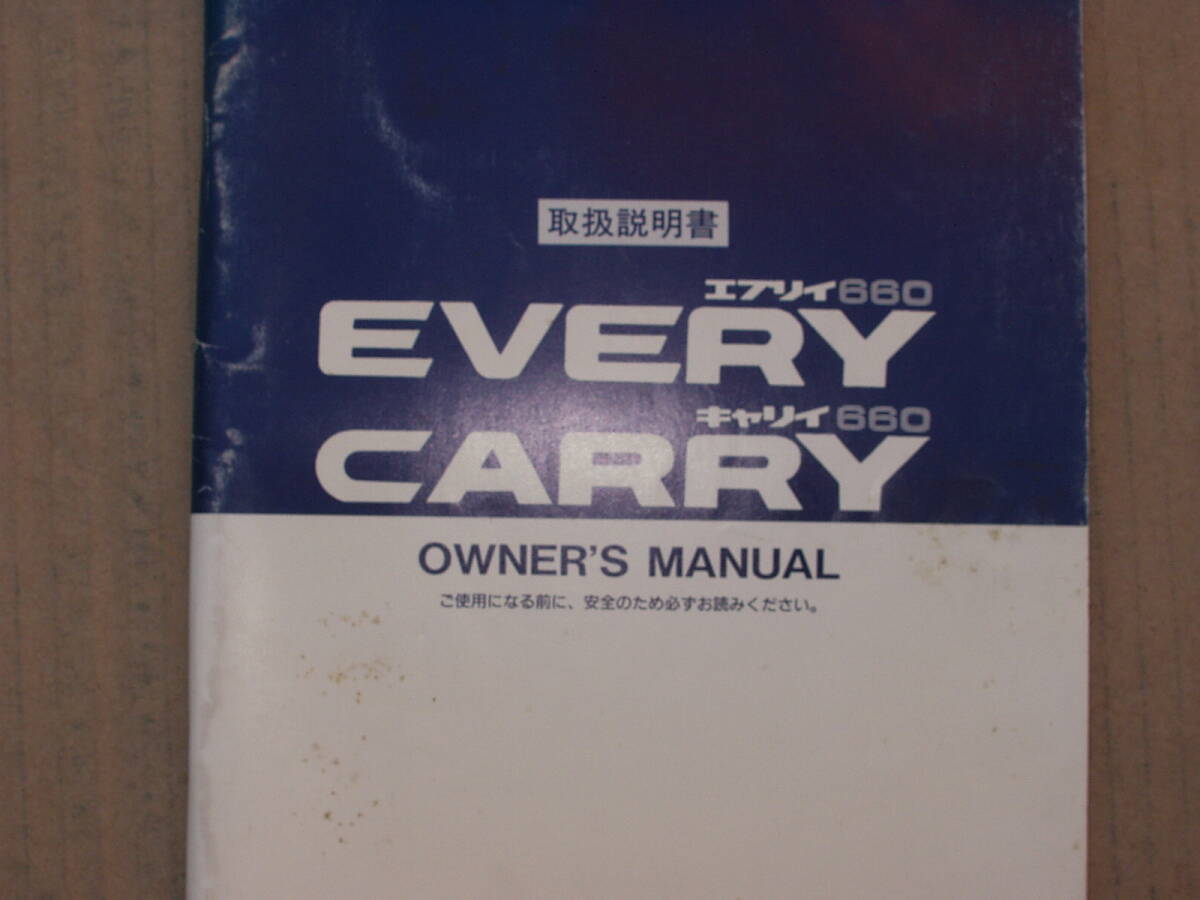 取扱説明書
エブリイ660
EVERY
キャリイ660
CARRY
OWNER'S MANUAL
ご使用になる前に、安全のため必ずお読みください。